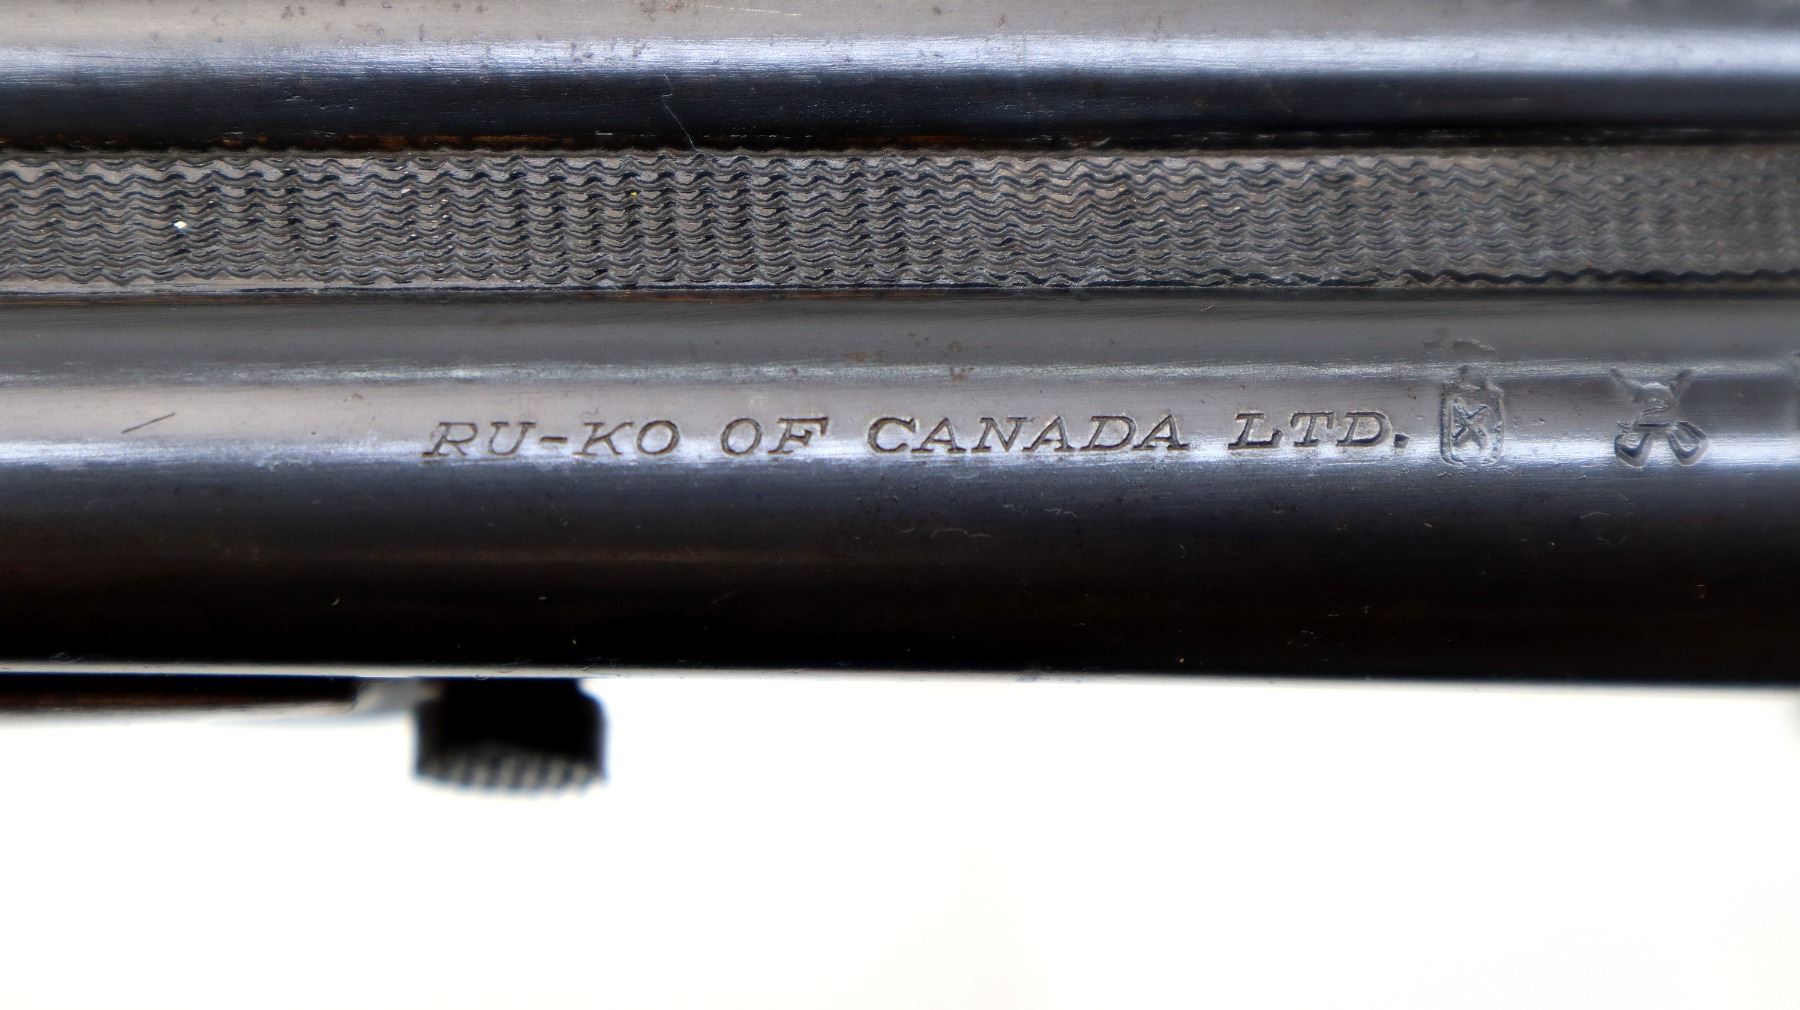 RU-KO OF CANADA LTD.